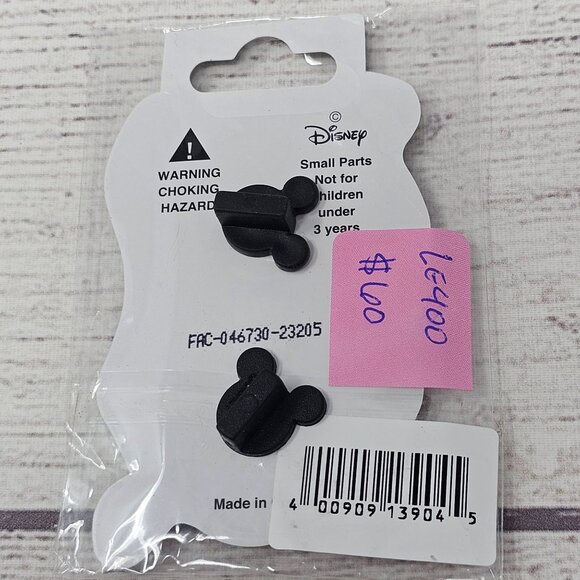 ©
Disney
!
WARNING
CHOKING
HAZARD
Small Parts
Not for
children
under
3 years
LE400
$60
FAC-046730-23205
Made in
4 00909 13904 5